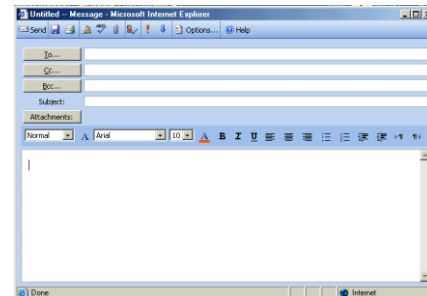 Untitled -- Message - Microsoft Internet Explorer
Send Options... Help
To...
Cc...
Bcc...
Subject:
Attachments:
Normal A Arial 10 A B I U
Done Internet